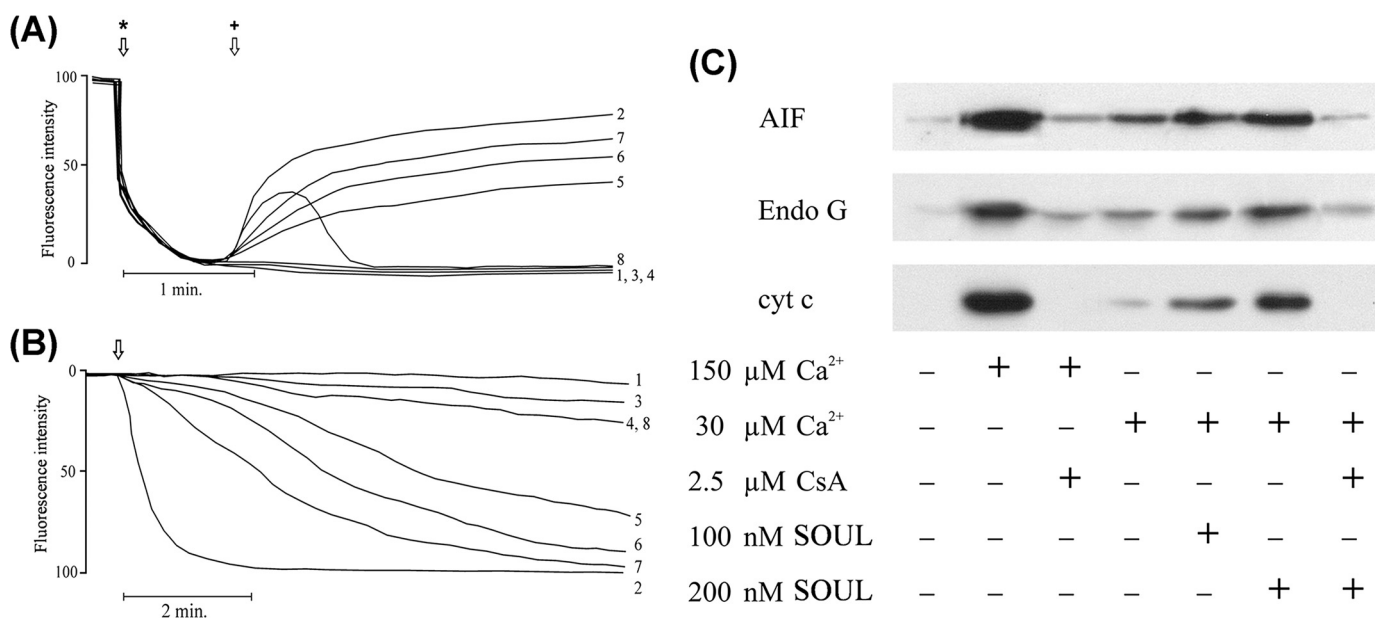 (A)
* +
Fluorescence intensity
100
50
0
2
7
6
5
8
1, 3, 4
1 min.
(B)
Fluorescence intensity
0
50
100
1
3
4, 8
5
6
7
2
2 min.
(C)
AIF
Endo G
cyt c
150 µM Ca²⁺ – + + – – – –
30 µM Ca²⁺ – – – + + + +
2.5 µM CsA – – + – – – +
100 nM SOUL – – – – + – –
200 nM SOUL – – – – – + +